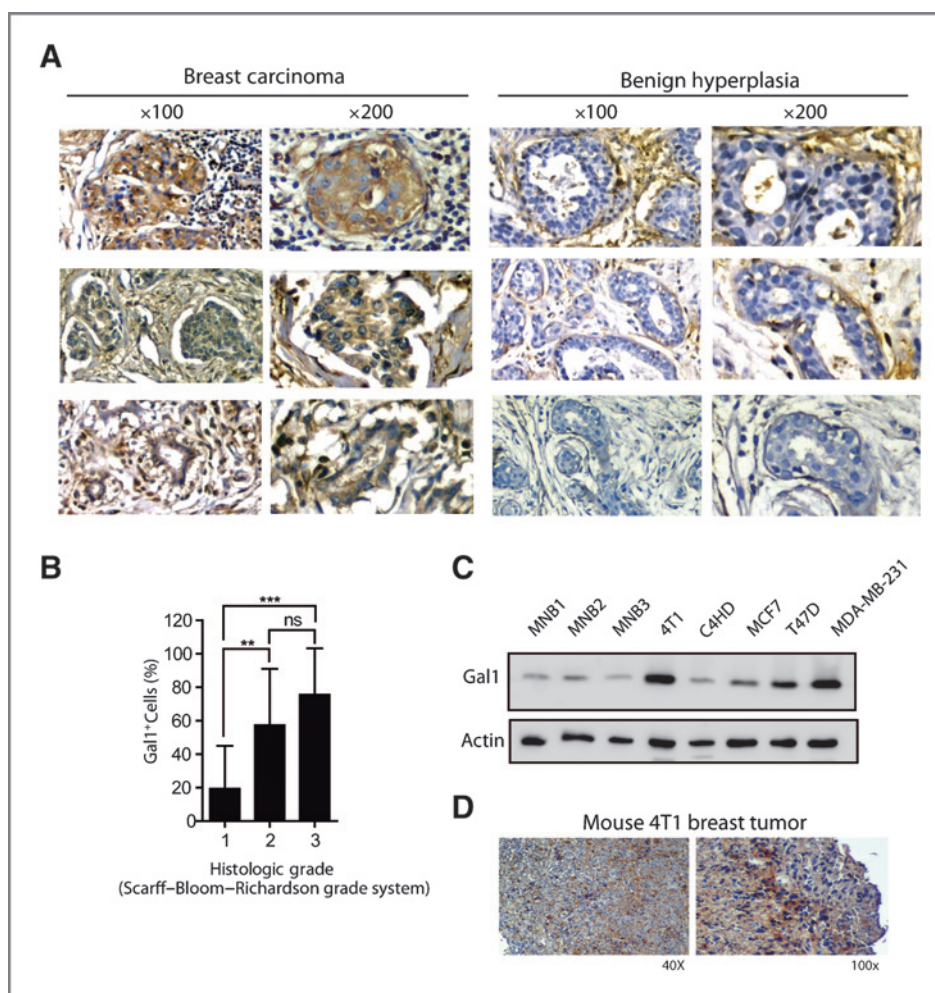 A
Breast carcinoma
Benign hyperplasia
×100
×200
×100
×200
B
120
100
80
60
40
20
0
Gal1+Cells (%)
***
**
ns
1 2 3
Histologic grade
(Scarff–Bloom–Richardson grade system)
C
MNB1
MNB2
MNB3
4T1
C4HD
MCF7
T47D
MDA-MB-231
Gal1
Actin
D
Mouse 4T1 breast tumor
40X
100x